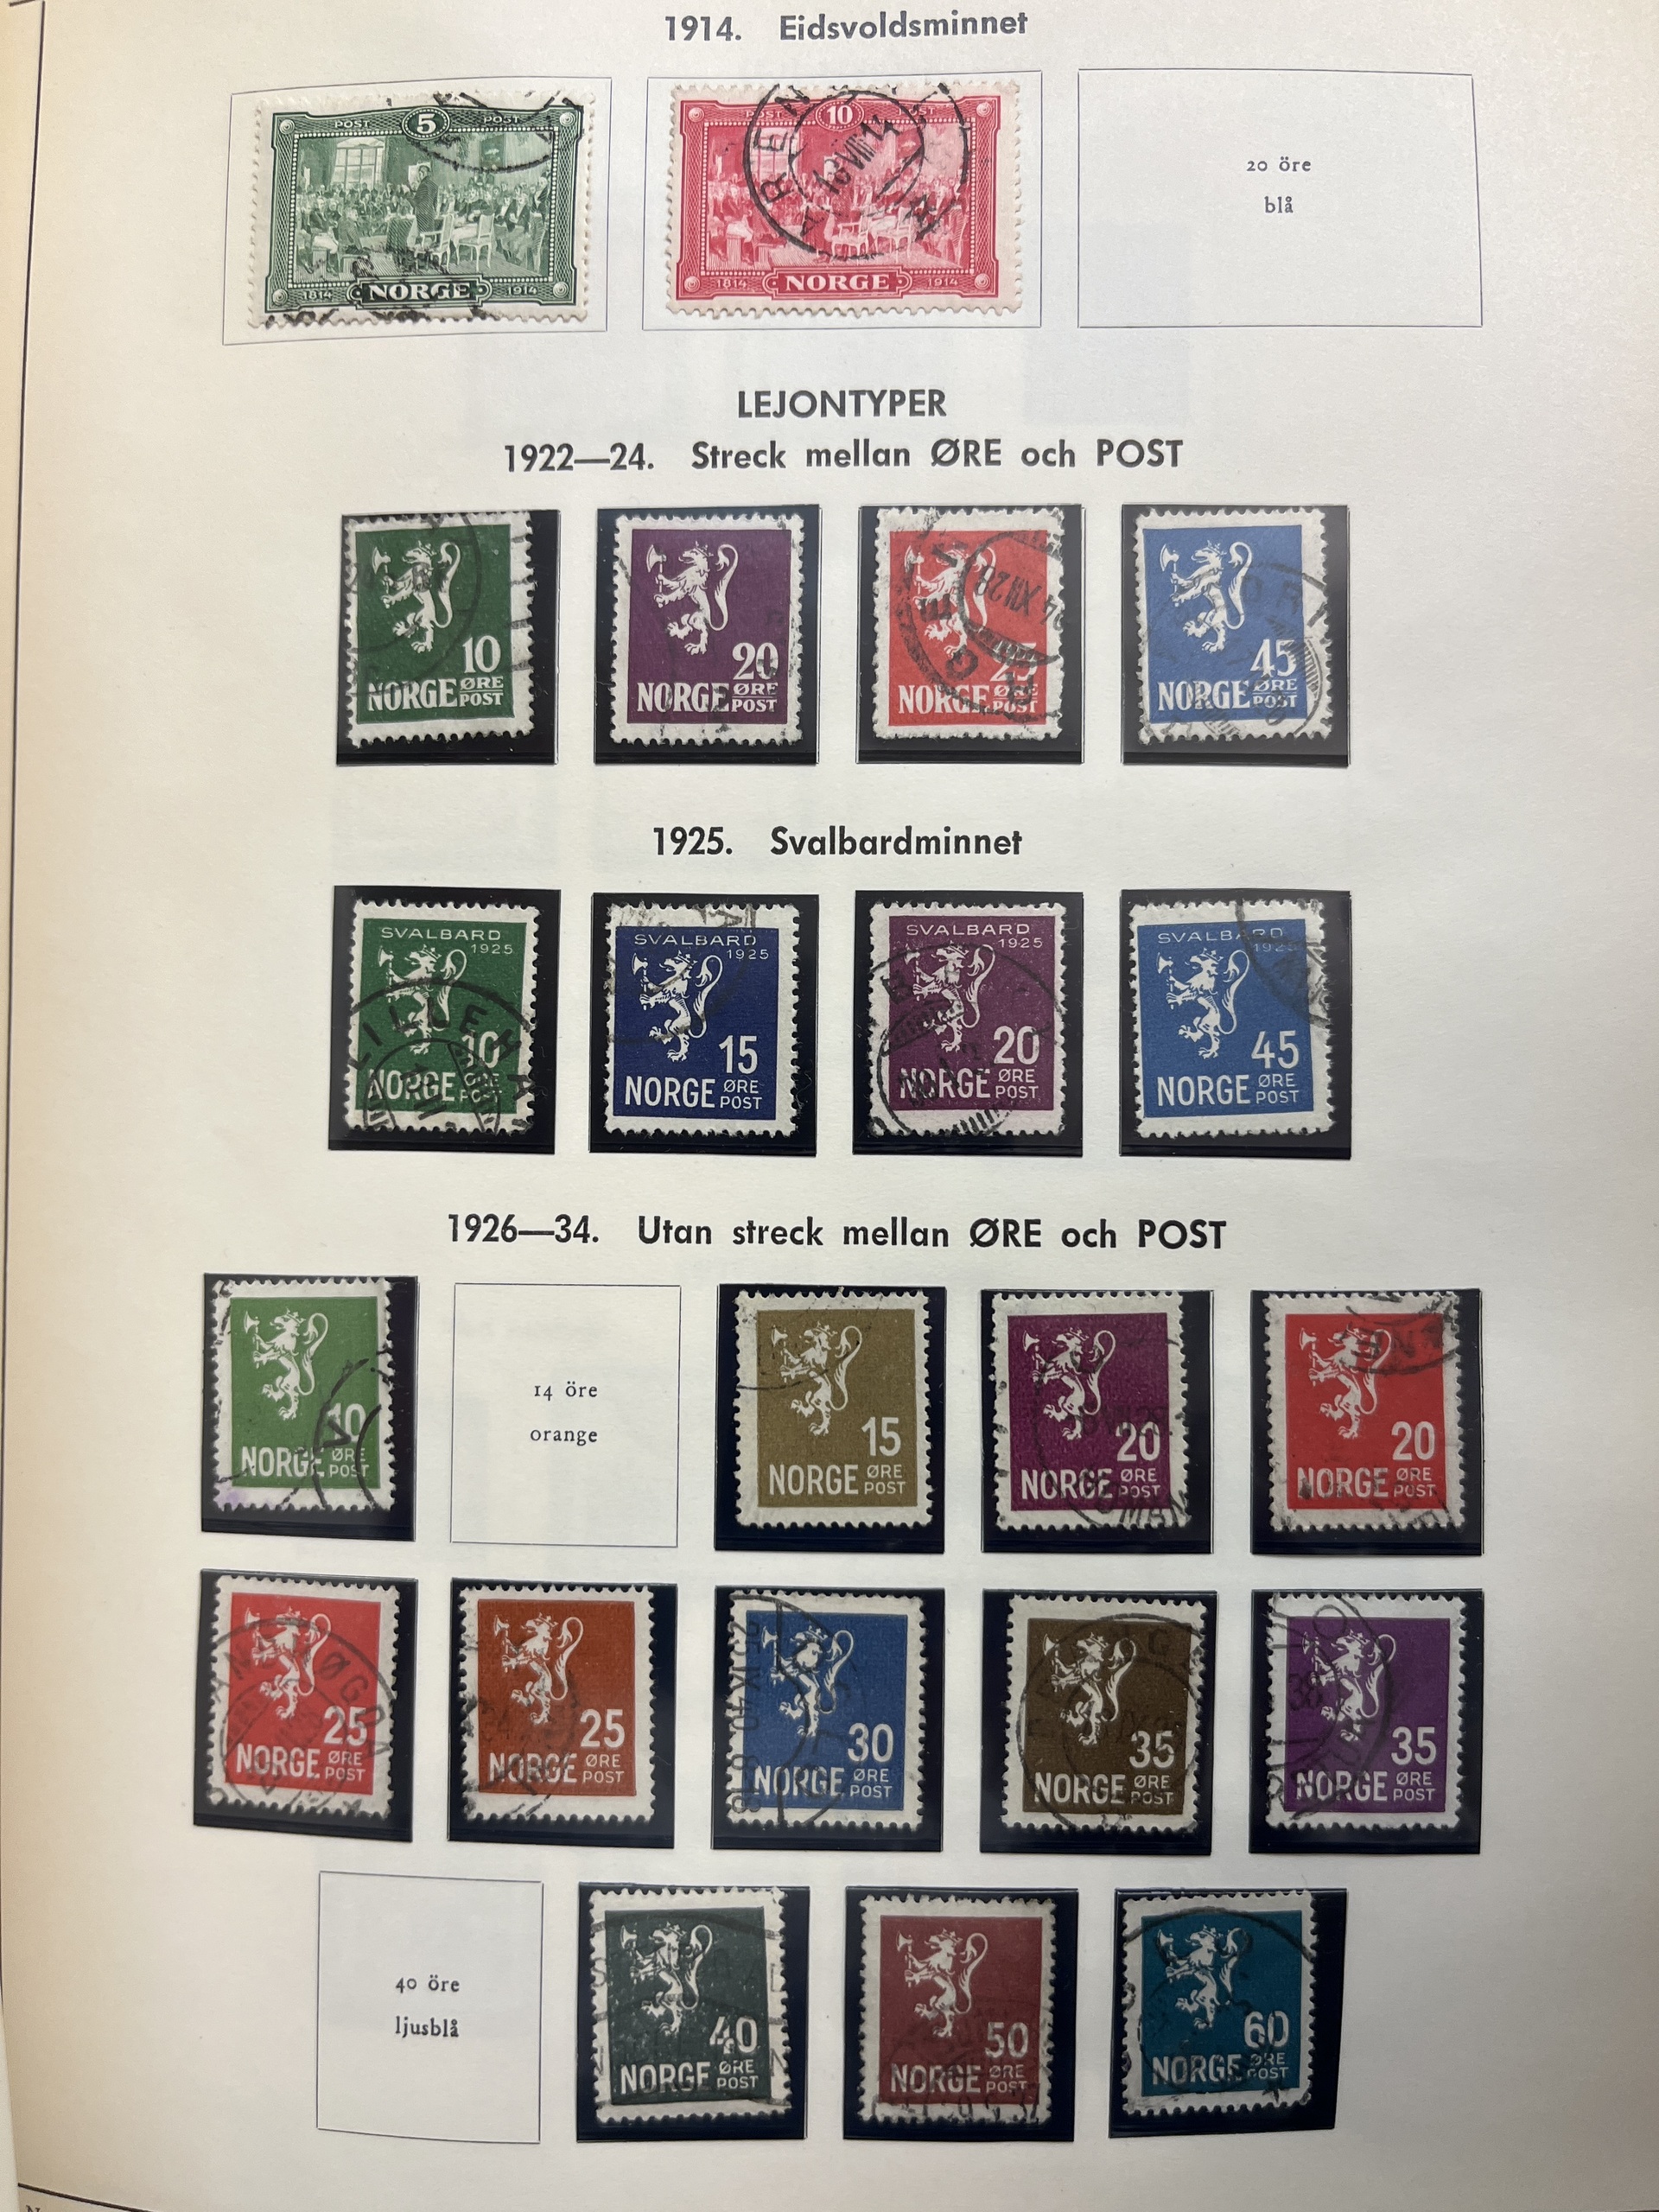 1914. Eidsvoldsminnet
POST 5 POST
1814 NORGE 1914
POST 10 POST
1814 NORGE 1914
20 öre
blå
LEJONTYPER
1922—24. Streck mellan ØRE och POST
10
NORGE ØRE POST
20
NORGE ØRE POST
25
NORGE ØRE POST
45
NORGE ØRE POST
1925. Svalbardminnet
SVALBARD
1925
10
NORGE ØRE POST
SVALBARD
1925
15
NORGE ØRE POST
SVALBARD
1925
20
NORGE ØRE POST
SVALBARD
1925
45
NORGE ØRE POST
1926—34. Utan streck mellan ØRE och POST
10
NORGE ØRE POST
14 öre
orange
15
NORGE ØRE POST
20
NORGE ØRE POST
20
NORGE ØRE POST
25
NORGE ØRE POST
25
NORGE ØRE POST
30
NORGE ØRE POST
35
NORGE ØRE POST
35
NORGE ØRE POST
40 öre
ljusblå
40
NORGE ØRE POST
50
NORGE ØRE POST
60
NORGE ØRE POST